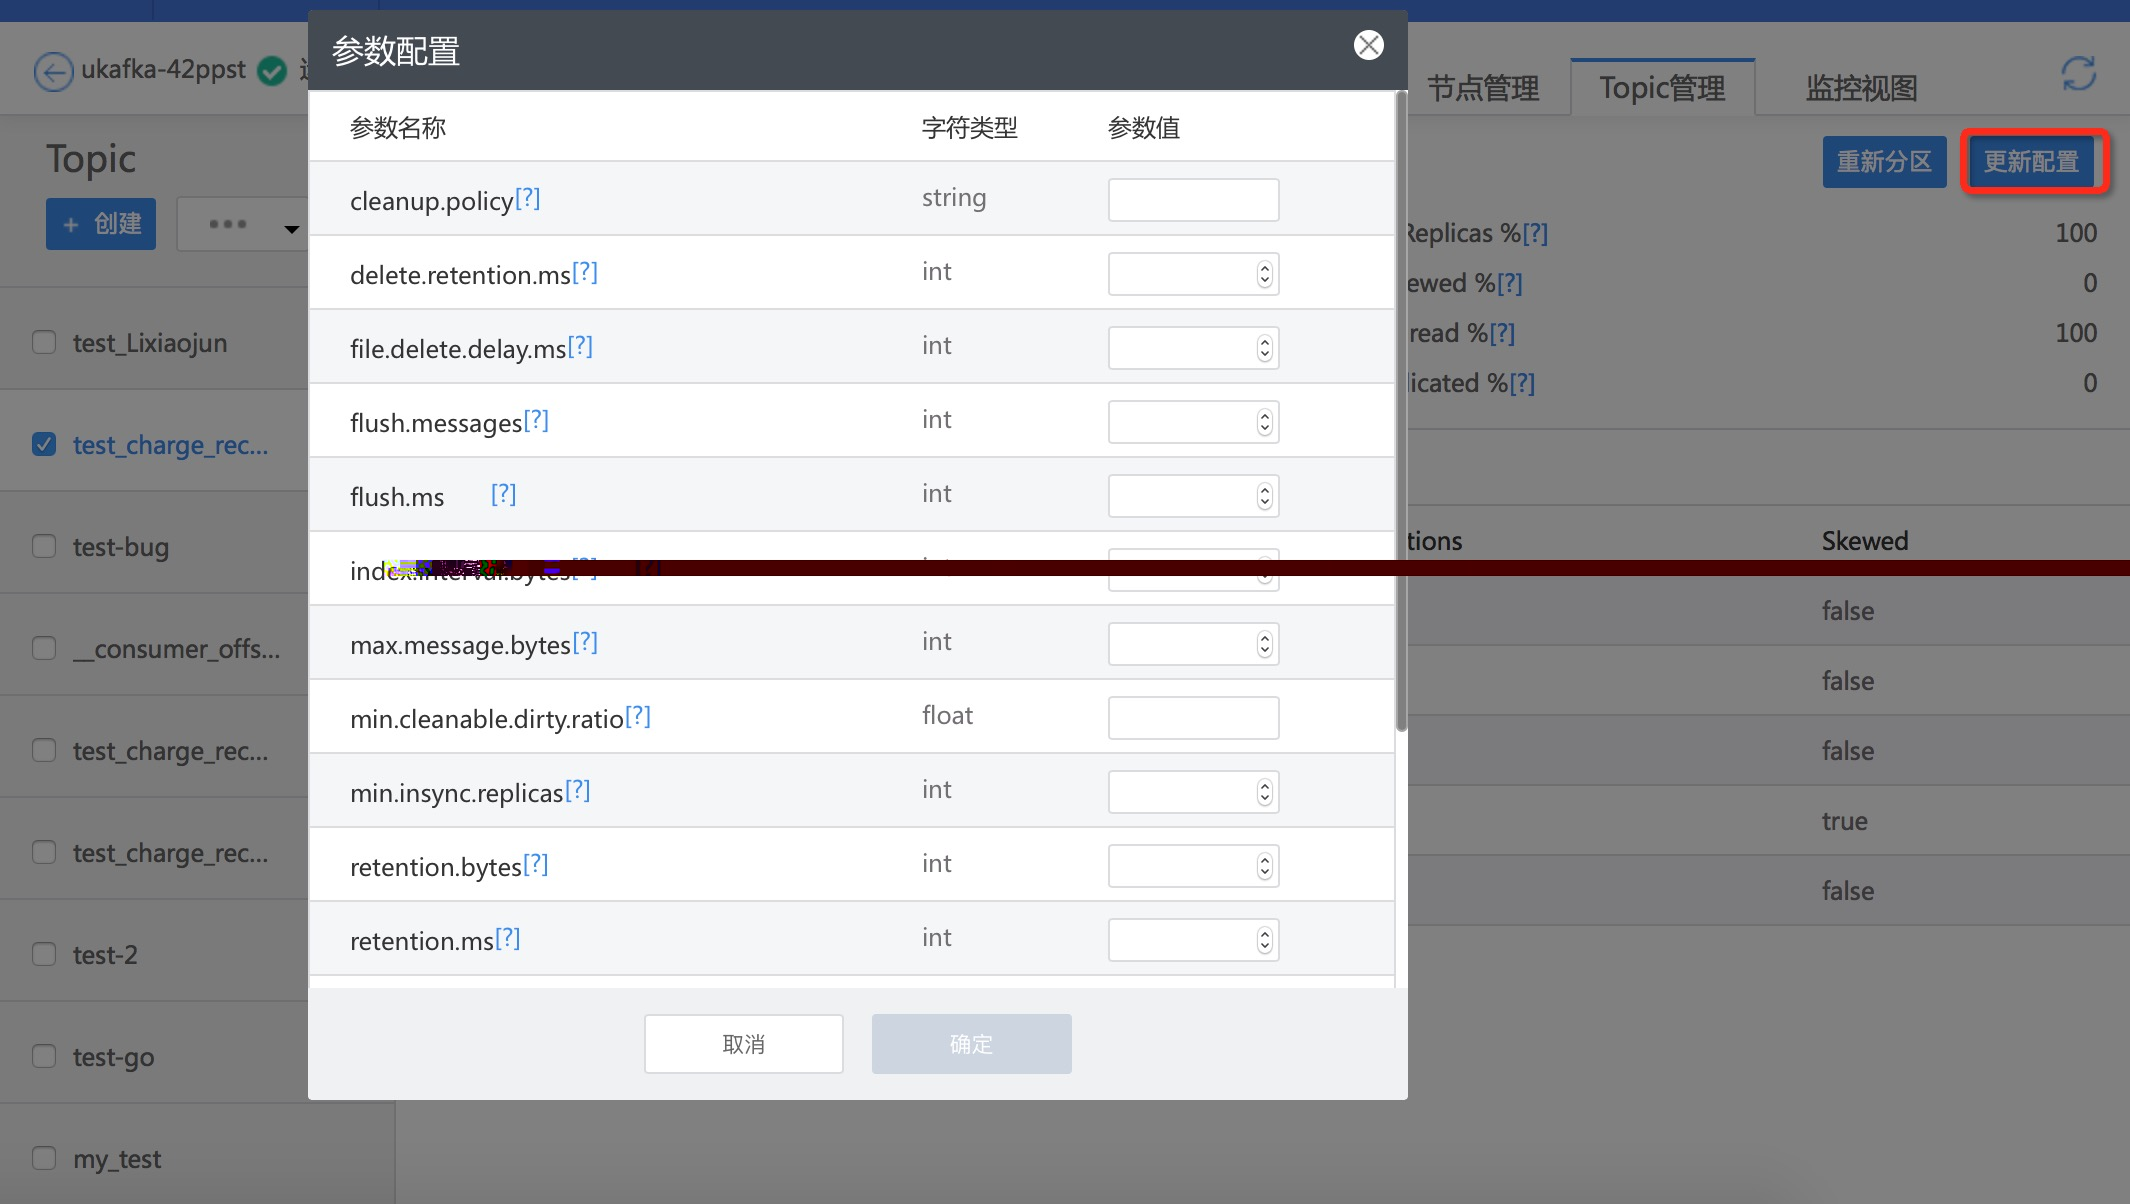 ukafka-42ppst
节点管理
Topic管理
监控视图
Topic
+ 创建
•••
重新分区
更新配置
Replicas %[?] 100
ewed %[?] 0
read %[?] 100
licated %[?] 0
tions Skewed
false
false
false
true
false
test_Lixiaojun
test_charge_rec...
test-bug
__consumer_offs...
test_charge_rec...
test_charge_rec...
test-2
test-go
my_test
参数配置
参数名称 字符类型 参数值
cleanup.policy[?] string
delete.retention.ms[?] int
file.delete.delay.ms[?] int
flush.messages[?] int
flush.ms [?] int
index.interval.bytes[?]
max.message.bytes[?] int
min.cleanable.dirty.ratio[?] float
min.insync.replicas[?] int
retention.bytes[?] int
retention.ms[?] int
取消
确定